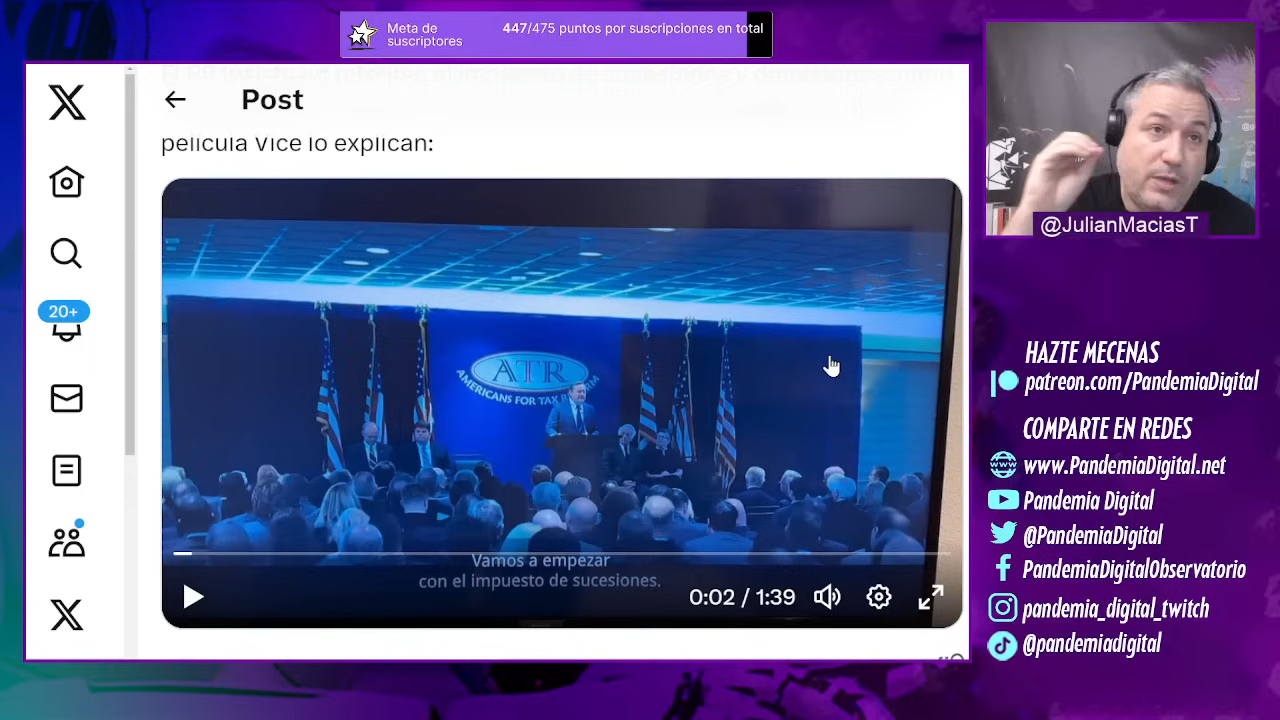 Meta de
suscriptores
447/475 puntos por suscripciones en total
Post
película Vice lo explican:
20+
ATR
AMERICANS FOR TAX
Vamos a empezar
con el impuesto de sucesiones.
0:02 / 1:39
@JulianMaciasT
HAZTE MECENAS
patreon.com/PandemiaDigital
COMPARTE EN REDES
www.PandemiaDigital.net
Pandemia Digital
@PandemiaDigital
PandemiaDigitalObservatorio
pandemia_digital_twitch
@pandemiadigital